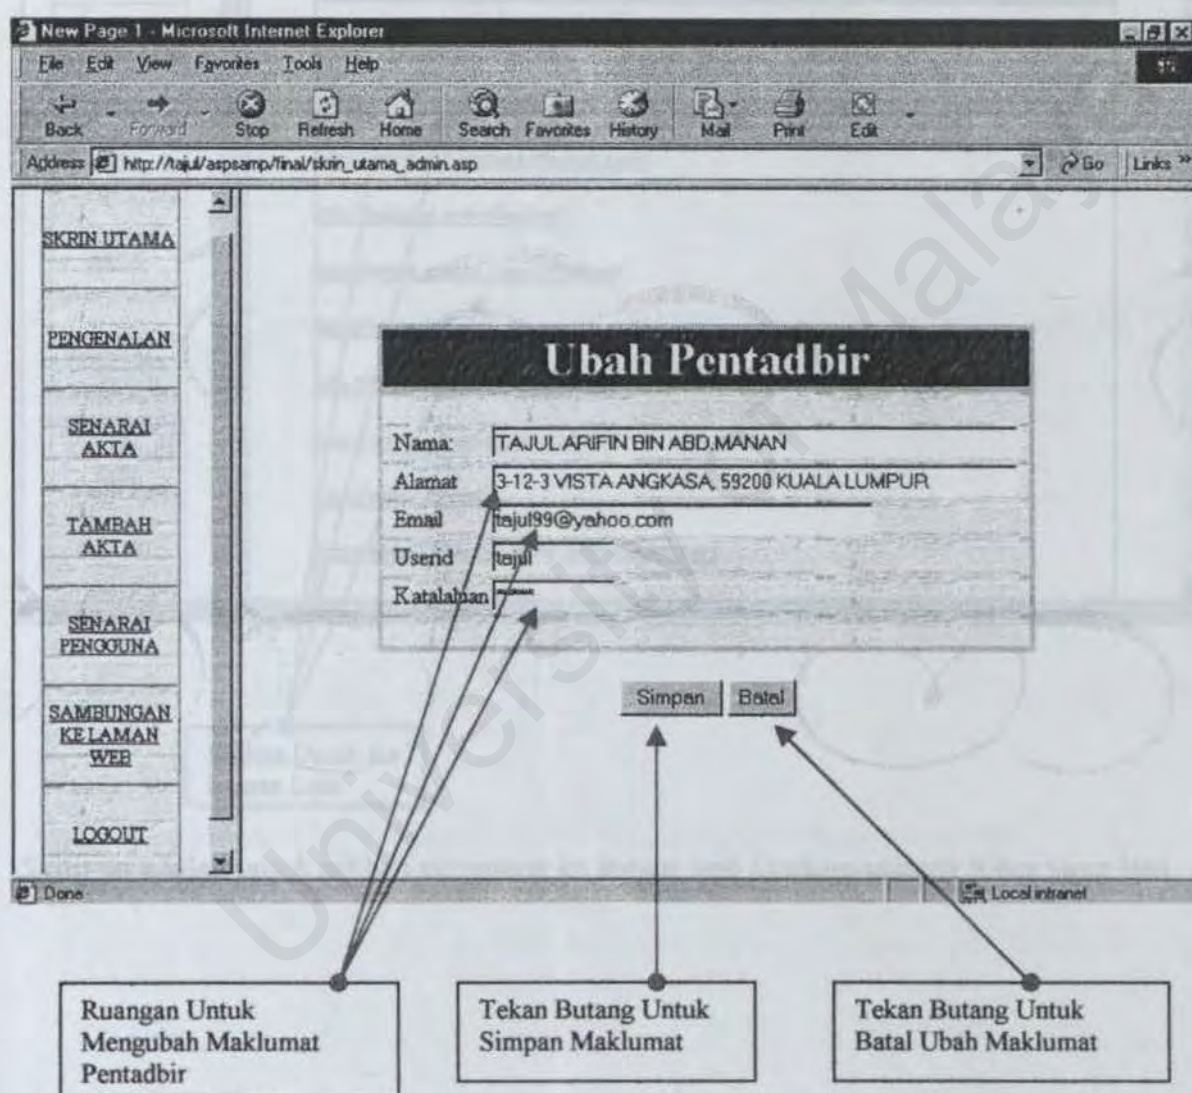 New Page 1 - Microsoft Internet Explorer
File Edit View Favorites Tools Help
Back Forward Stop Refresh Home Search Favorites History Mail Print Edit
Address http://tajul/aspsamp/final/skrin_utama_admin.asp Go Links »
SKRIN UTAMA
PENGENALAN
SENARAI
AKTA
TAMBAH
AKTA
SENARAI
PENGGUNA
SAMBUNGAN
KE LAMAN
WEB
LOGOUT
Ubah Pentadbir
Nama: TAJUL ARIFIN BIN ABD.MANAN
Alamat 3-12-3 VISTA ANGKASA, 59200 KUALA LUMPUR
Email tajul99@yahoo.com
Userid tajul
Katalaluan
Simpan Batal
Done Local intranet
Ruangan Untuk
Mengubah Maklumat
Pentadbir
Tekan Butang Untuk
Simpan Maklumat
Tekan Butang Untuk
Batal Ubah Maklumat
University Malay